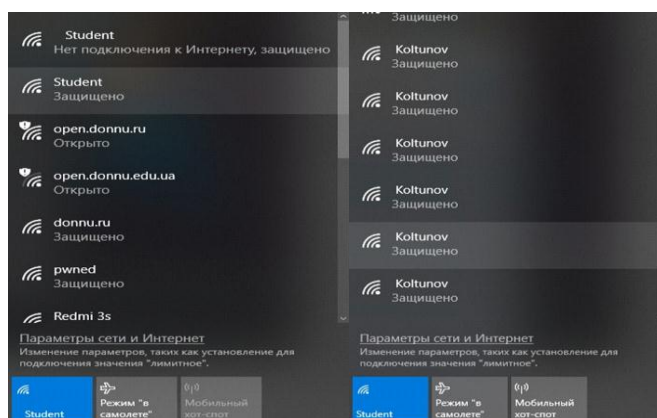 Student
Нет подключения к Интернету, защищено
Student
Защищено
open.donnu.ru
Открыто
open.donnu.edu.ua
Открыто
donnu.ru
Защищено
pwned
Защищено
Redmi 3s
Параметры сети и Интернет
Изменение параметров, таких как установление для
подключения значения "лимитное".
Student
Режим "в
самолете"
Мобильный
хот-спот
Защищено
Koltunov
Защищено
Koltunov
Защищено
Koltunov
Защищено
Koltunov
Защищено
Koltunov
Защищено
Koltunov
Защищено
Параметры сети и Интернет
Изменение параметров, таких как установление для
подключения значения "лимитное".
Student
Режим "в
самолете"
Мобильный
хот-спот